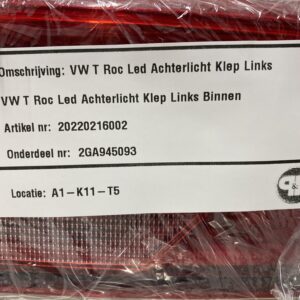 Omschrijving: VW T Roc Led Achterlicht Klep Links
VW T Roc Led Achterlicht Klep Links Binnen
Artikel nr: 20220216002
Onderdeel nr: 2GA945093
Locatie: A1-K11-T5